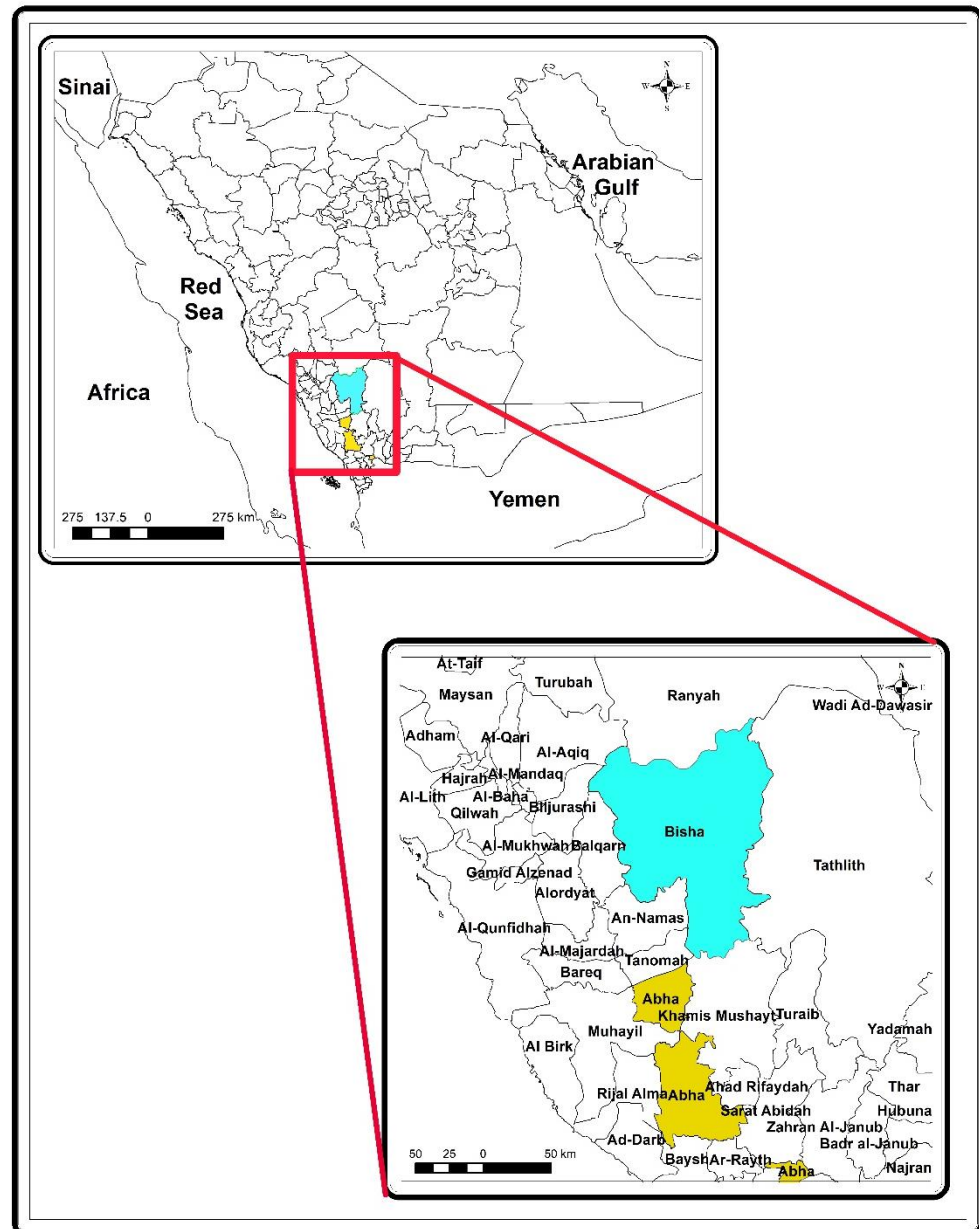 Sinai
N
W E
S
Arabian
Gulf
Red
Sea
Africa
Yemen
275 137.5 0 275 km
At-Taif
Maysan
Turubah
Ranyah
N
W E
S
Wadi Ad-Dawasir
Adham
Al-Qari
Al-Aqiq
Hajrah
Al-Mandaq
Al-Lith
Al-Baha
Qilwah
Bljurashi
Bisha
Al-Mukhwah
Balqarn
Tathlith
Gamid Alzenad
Alordyat
An-Namas
Al-Qunfidhah
Al-Majardah
Tanomah
Bareq
Abha
Khamis Mushayt
Turaib
Muhayil
Yadamah
Al Birk
Rijal Alma
Abha
Ahad Rifaydah
Thar
Sarat Abidah
Hubuna
Zahran Al-Janub
Ad-Darb
Badr al-Janub
Baysh
Ar-Rayth
Abha
Najran
50 25 0 50 km